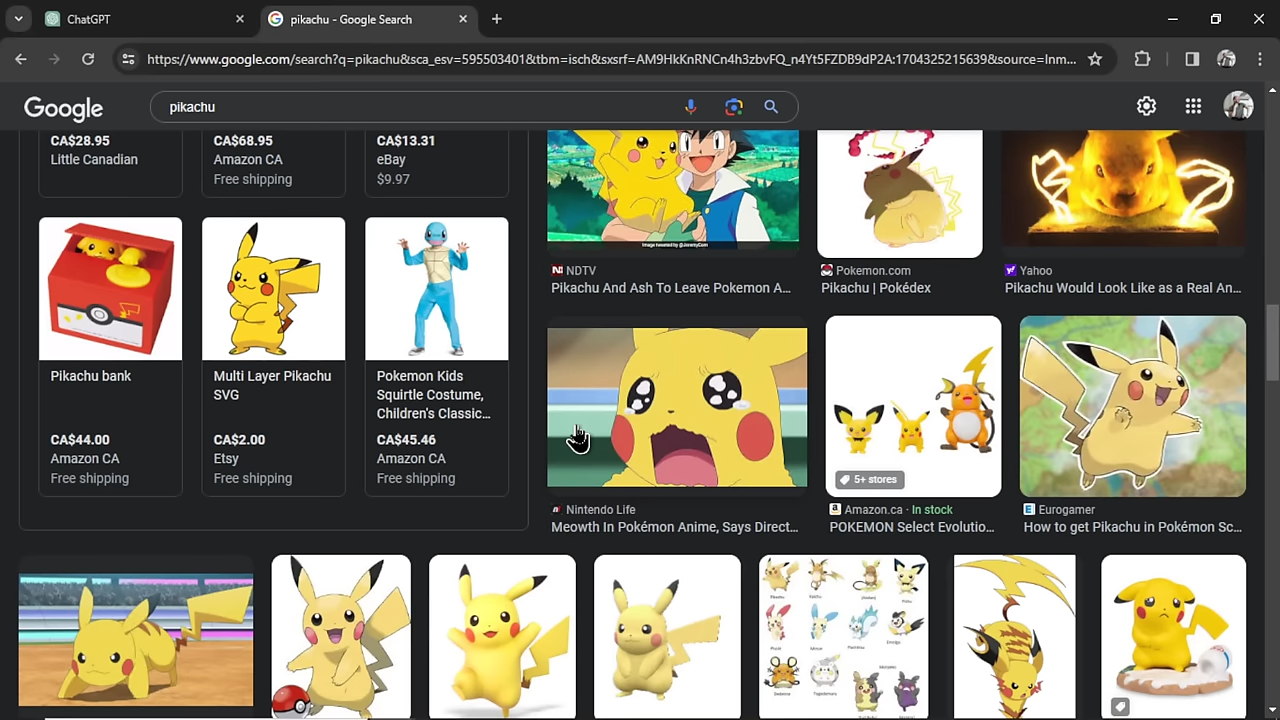 ChatGPT
pikachu - Google Search
https://www.google.com/search?q=pikachu&sca_esv=595503401&tbm=isch&sxsrf=AM9HkKnRNCn4h3zbvFQ_n4Yt5FZDB9dP2A:1704325215639&source=lnm...
Google
pikachu
CA$28.95
Little Canadian
CA$68.95
Amazon CA
Free shipping
CA$13.31
eBay
$9.97
NDTV
Pikachu And Ash To Leave Pokemon A...
Pokemon.com
Pikachu | Pokédex
Yahoo
Pikachu Would Look Like as a Real An...
Pikachu bank
CA$44.00
Amazon CA
Free shipping
Multi Layer Pikachu
SVG
CA$2.00
Etsy
Free shipping
Pokemon Kids
Squirtle Costume,
Children's Classic...
CA$45.46
Amazon CA
Free shipping
Nintendo Life
Meowth In Pokémon Anime, Says Direct...
5+ stores
Amazon.ca · In stock
POKEMON Select Evolutio...
Eurogamer
How to get Pikachu in Pokémon Sc...